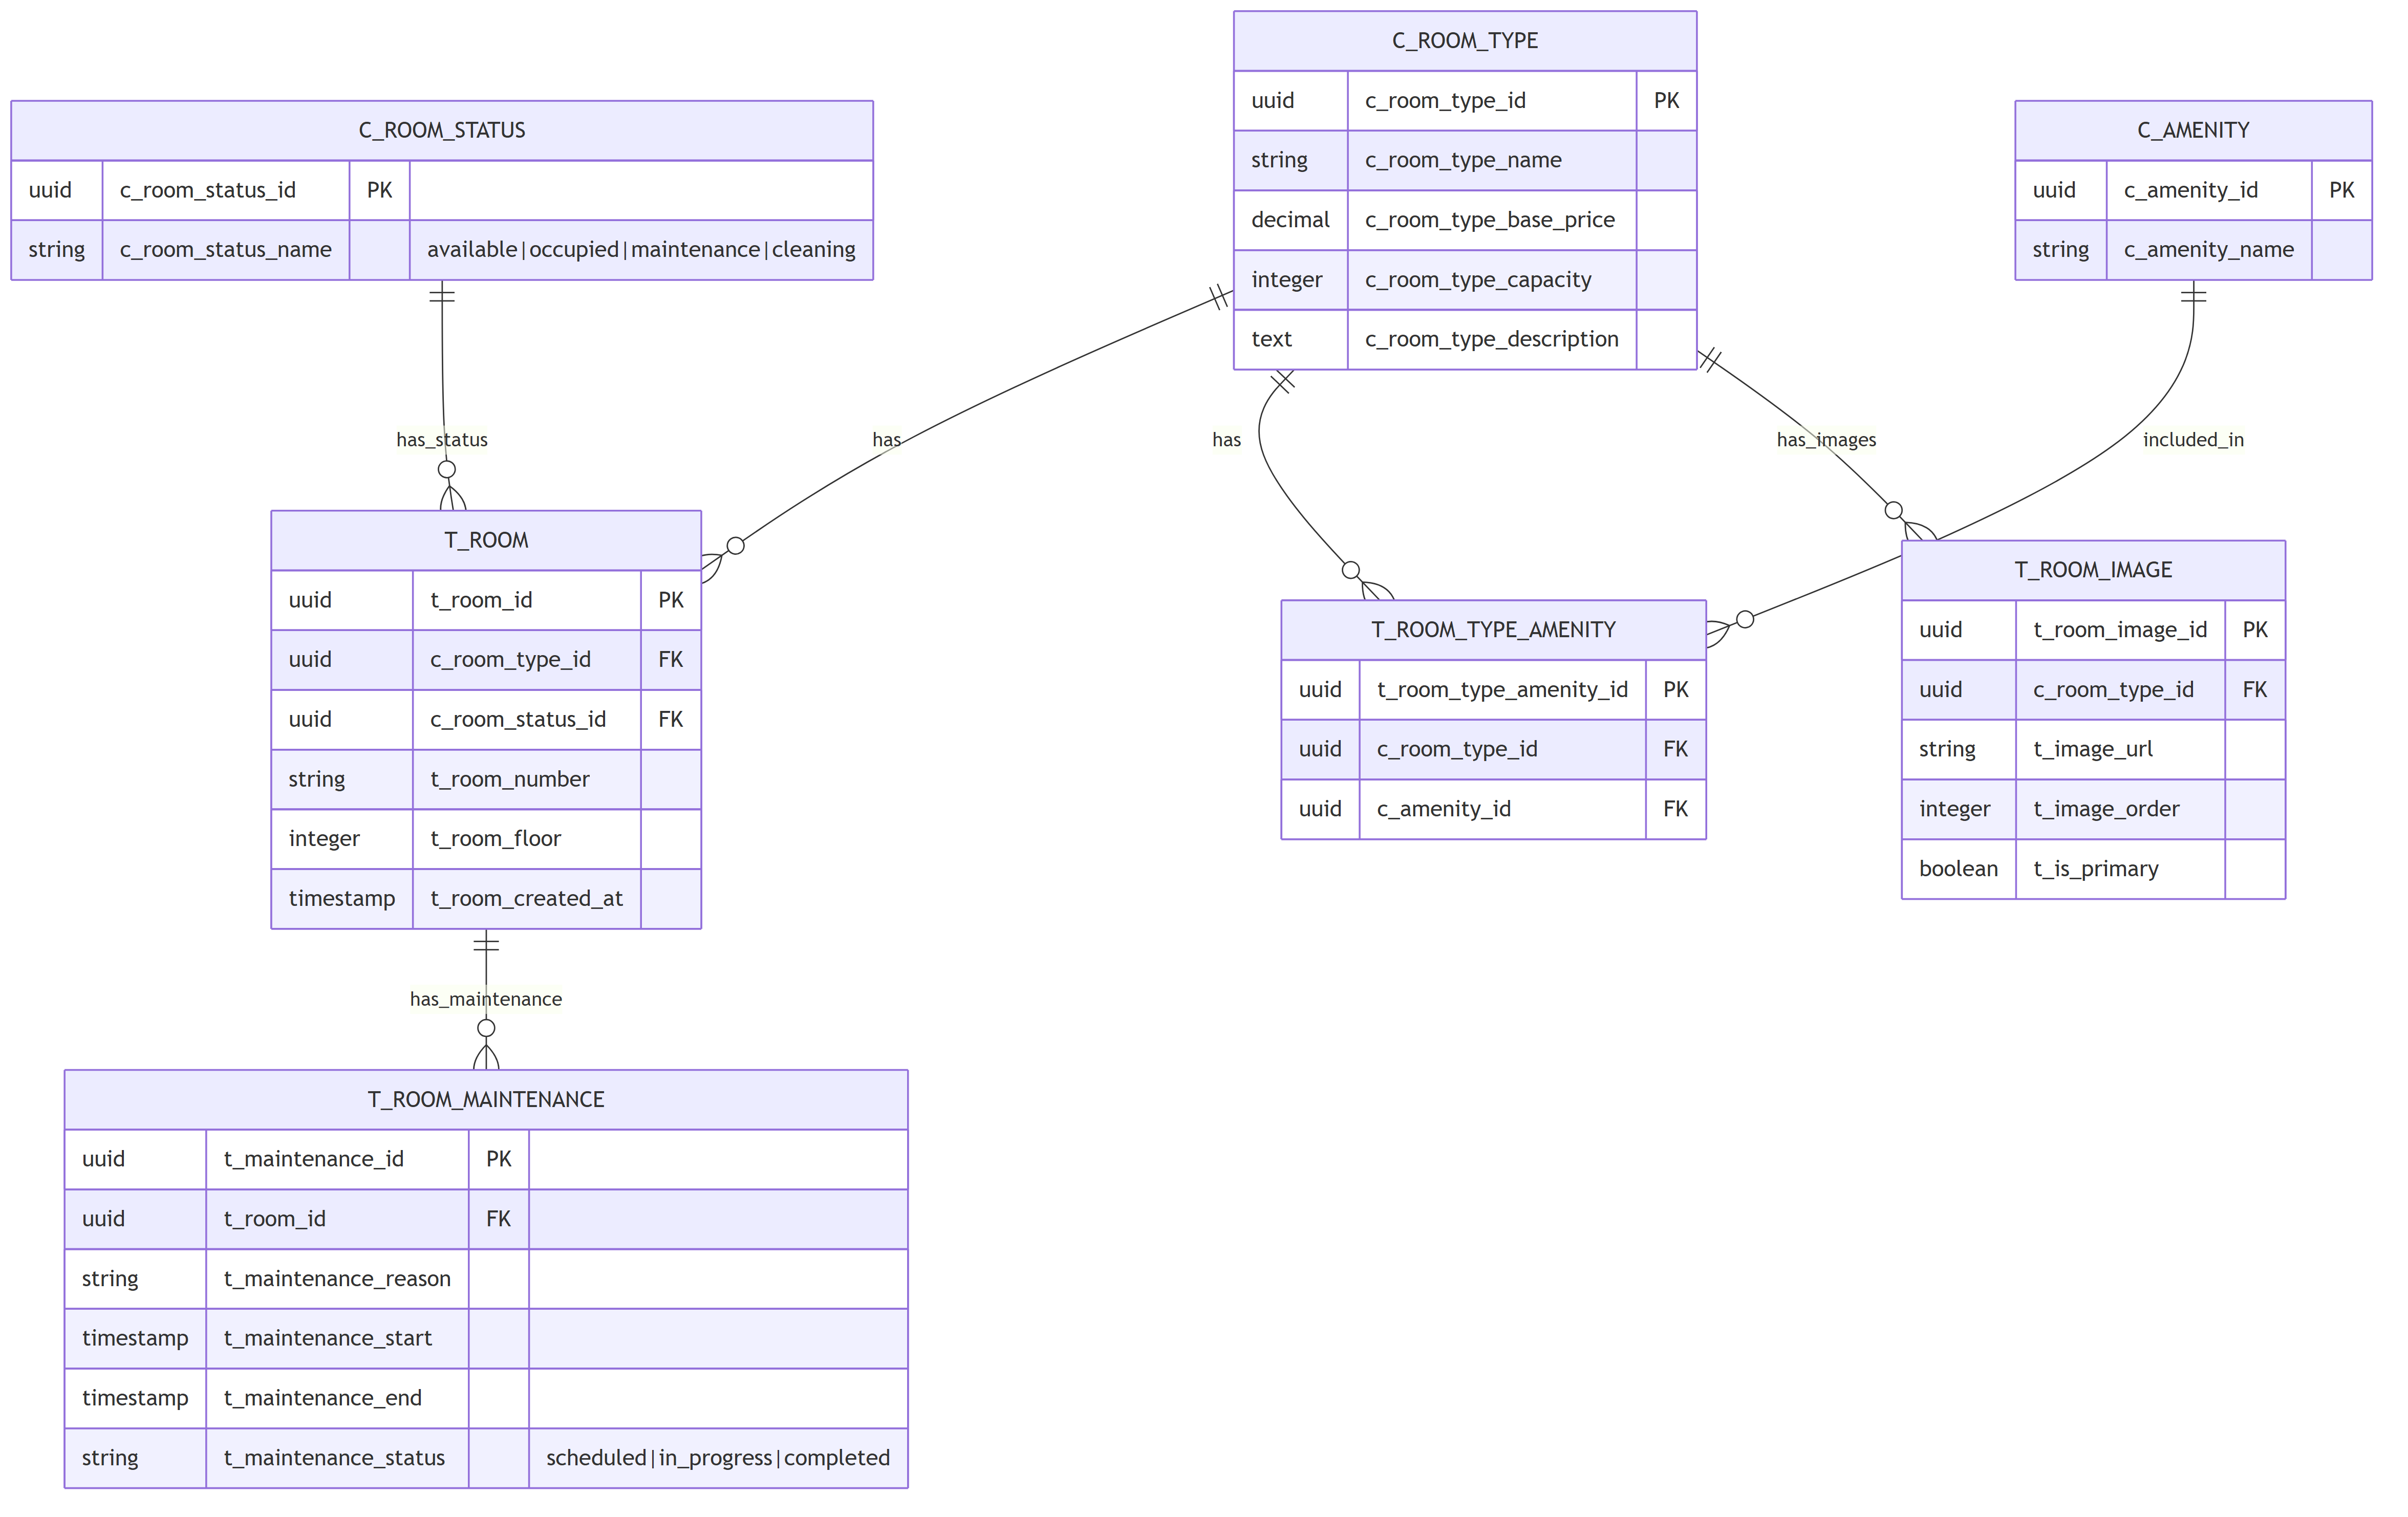 C_ROOM_TYPE
uuid c_room_type_id PK
string c_room_type_name
decimal c_room_type_base_price
integer c_room_type_capacity
text c_room_type_description
C_ROOM_STATUS
uuid c_room_status_id PK
string c_room_status_name available|occupied|maintenance|cleaning
C_AMENITY
uuid c_amenity_id PK
string c_amenity_name
has_status
has
has
has_images
included_in
T_ROOM
uuid t_room_id PK
uuid c_room_type_id FK
uuid c_room_status_id FK
string t_room_number
integer t_room_floor
timestamp t_room_created_at
T_ROOM_TYPE_AMENITY
uuid t_room_type_amenity_id PK
uuid c_room_type_id FK
uuid c_amenity_id FK
T_ROOM_IMAGE
uuid t_room_image_id PK
uuid c_room_type_id FK
string t_image_url
integer t_image_order
boolean t_is_primary
has_maintenance
T_ROOM_MAINTENANCE
uuid t_maintenance_id PK
uuid t_room_id FK
string t_maintenance_reason
timestamp t_maintenance_start
timestamp t_maintenance_end
string t_maintenance_status scheduled|in_progress|completed